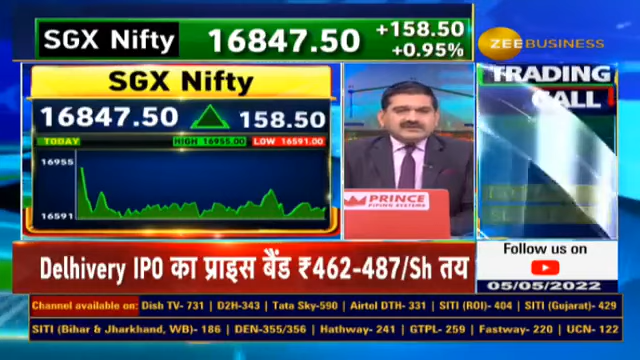 SGX Nifty 16847.50 +158.50
+0.95%
ZEEBUSINESS
SGX Nifty
16847.50 158.50
TODAY HIGH 16955.00 LOW 16591.00
16955
16591
PRINCE
PIPING SYSTEMS
TRADING
CALL
Delhivery IPO का प्राइस बैंड ₹462-487/Sh तय
Follow us on
05/05/2022
Channel available on: Dish TV- 731 | D2H-343 | Tata Sky-590 | Airtel DTH- 331 | SITI (ROI)- 404 | SITI (Gujarat)- 429
SITI (Bihar & Jharkhand, WB)- 186 | DEN-355/356 | Hathway- 241 | GTPL- 259 | Fastway- 220 | UCN- 122